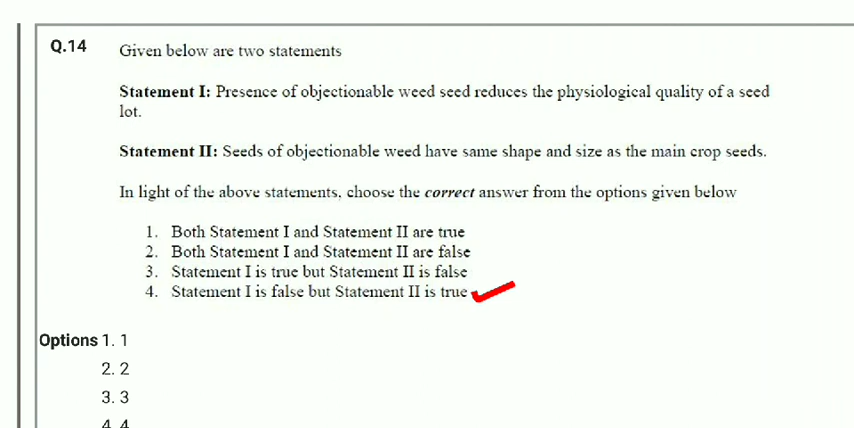 Q.14 Given below are two statements
Statement I: Presence of objectionable weed seed reduces the physiological quality of a seed
lot.
Statement II: Seeds of objectionable weed have same shape and size as the main crop seeds.
In light of the above statements, choose the correct answer from the options given below
1. Both Statement I and Statement II are true
2. Both Statement I and Statement II are false
3. Statement I is true but Statement II is false
4. Statement I is false but Statement II is true
Options 1. 1
2. 2
3. 3
4. 4